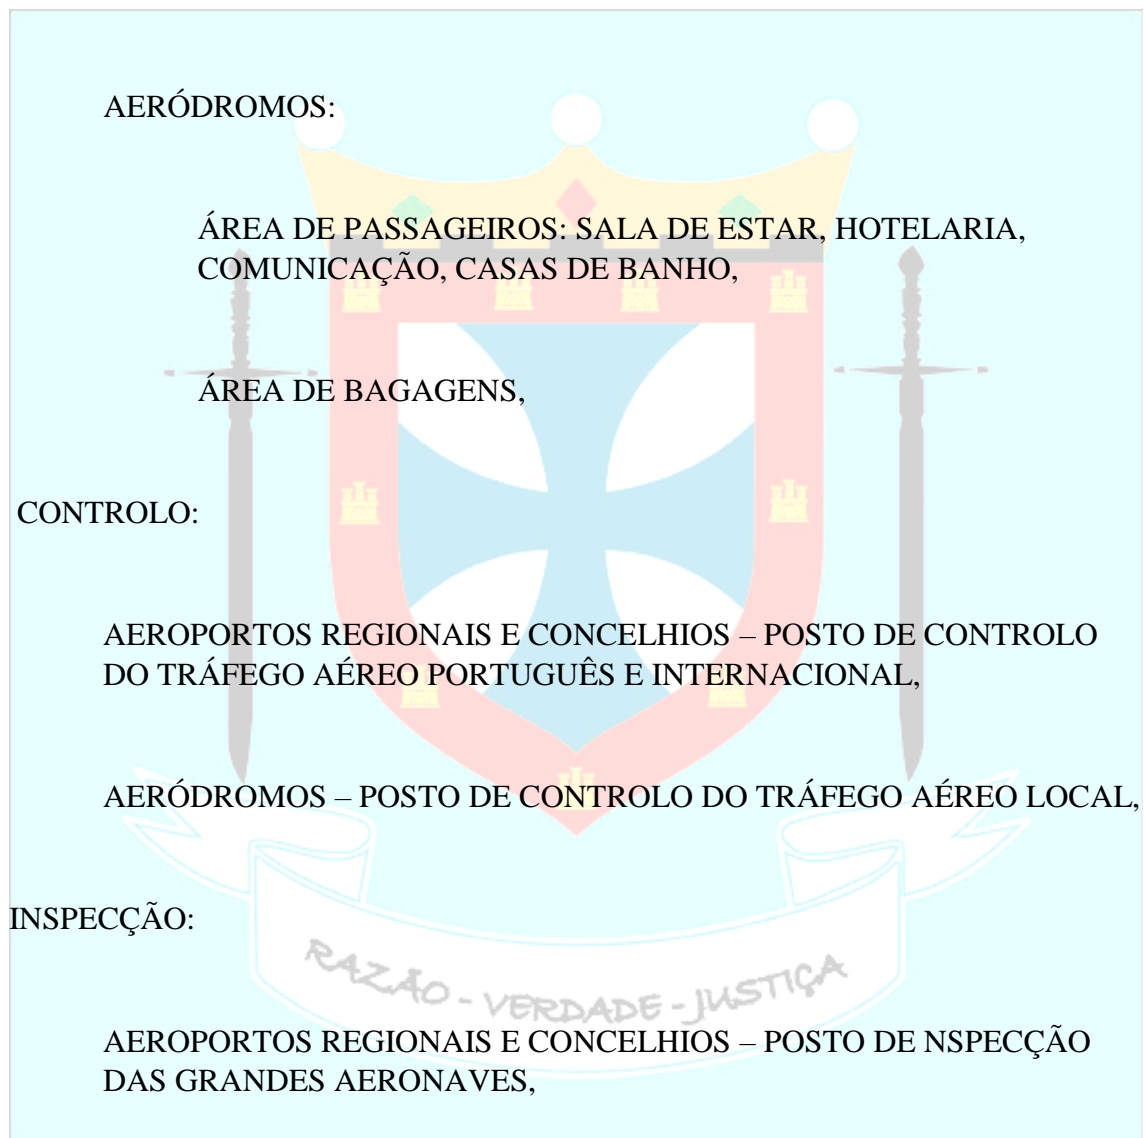 AERÓDROMOS:
ÁREA DE PASSAGEIROS: SALA DE ESTAR, HOTELARIA,
COMUNICAÇÃO, CASAS DE BANHO,
ÁREA DE BAGAGENS,
CONTROLO:
AEROPORTOS REGIONAIS E CONCELHIOS – POSTO DE CONTROLO
DO TRÁFEGO AÉREO PORTUGUÊS E INTERNACIONAL,
AERÓDROMOS – POSTO DE CONTROLO DO TRÁFEGO AÉREO LOCAL,
INSPECÇÃO:
RAZÃO - VERDADE - JUSTIÇA
AEROPORTOS REGIONAIS E CONCELHIOS – POSTO DE NSPECÇÃO
DAS GRANDES AERONAVES,